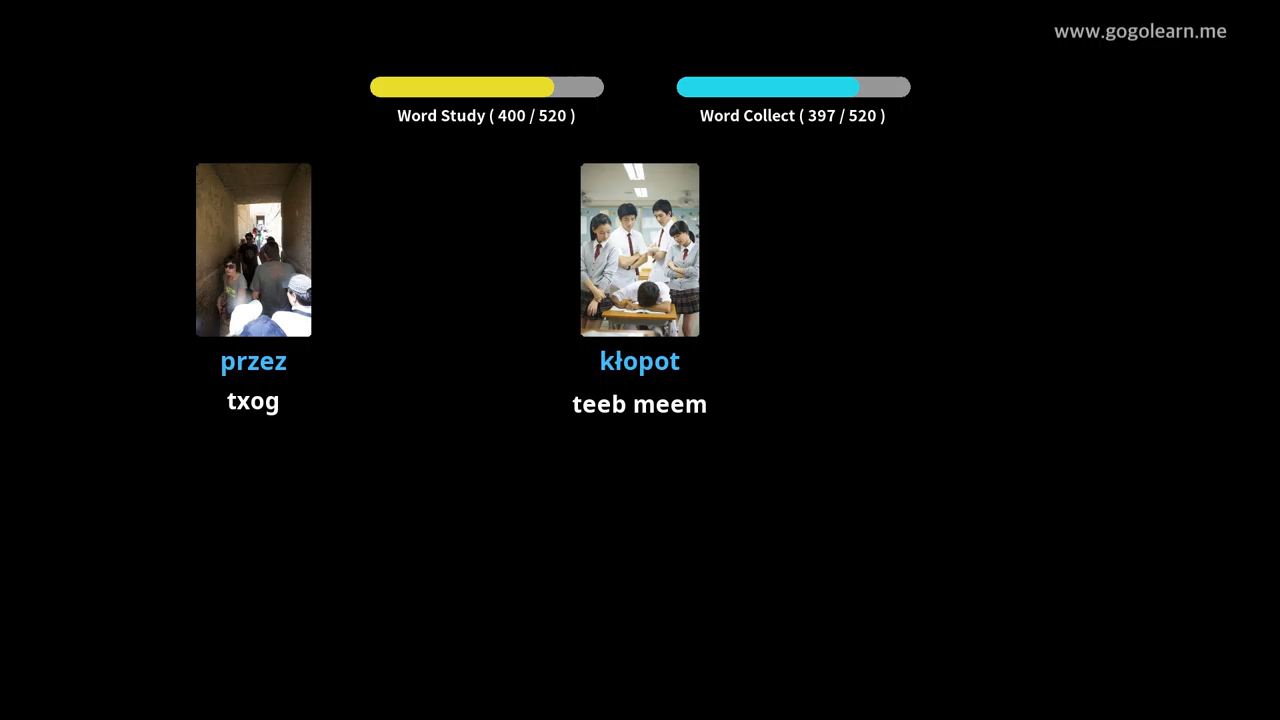 www.gogolearn.me
Word Study ( 400 / 520 )
Word Collect ( 397 / 520 )
przez
txog
kłopot
teeb meem